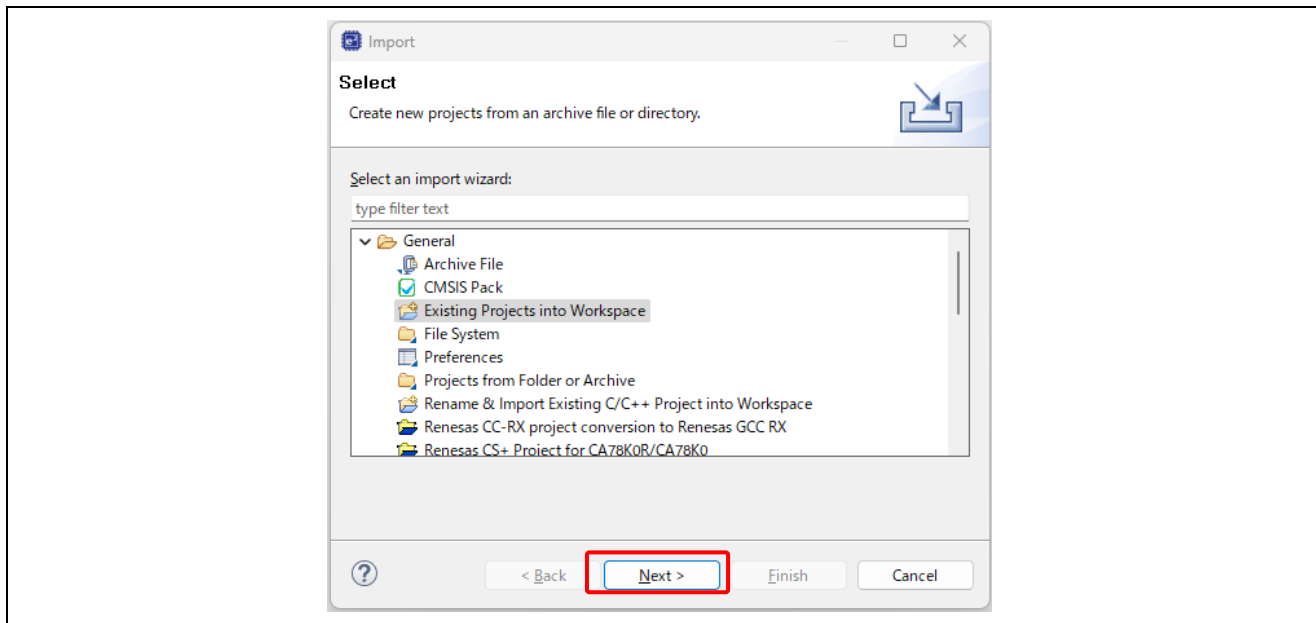 Import
Select
Create new projects from an archive file or directory.
Select an import wizard:
type filter text
General
Archive File
CMSIS Pack
Existing Projects into Workspace
File System
Preferences
Projects from Folder or Archive
Rename & Import Existing C/C++ Project into Workspace
Renesas CC-RX project conversion to Renesas GCC RX
Renesas CS+ Project for CA78K0R/CA78K0
? < Back Next > Finish Cancel